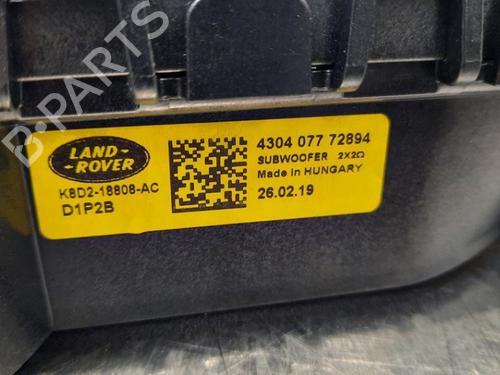 B-PARTS
LAND-
-ROVER
K8D2-18808-AC
D1P2B
4304 077 72894
SUBWOOFER 2X2Ω
Made in HUNGARY
26.02.19